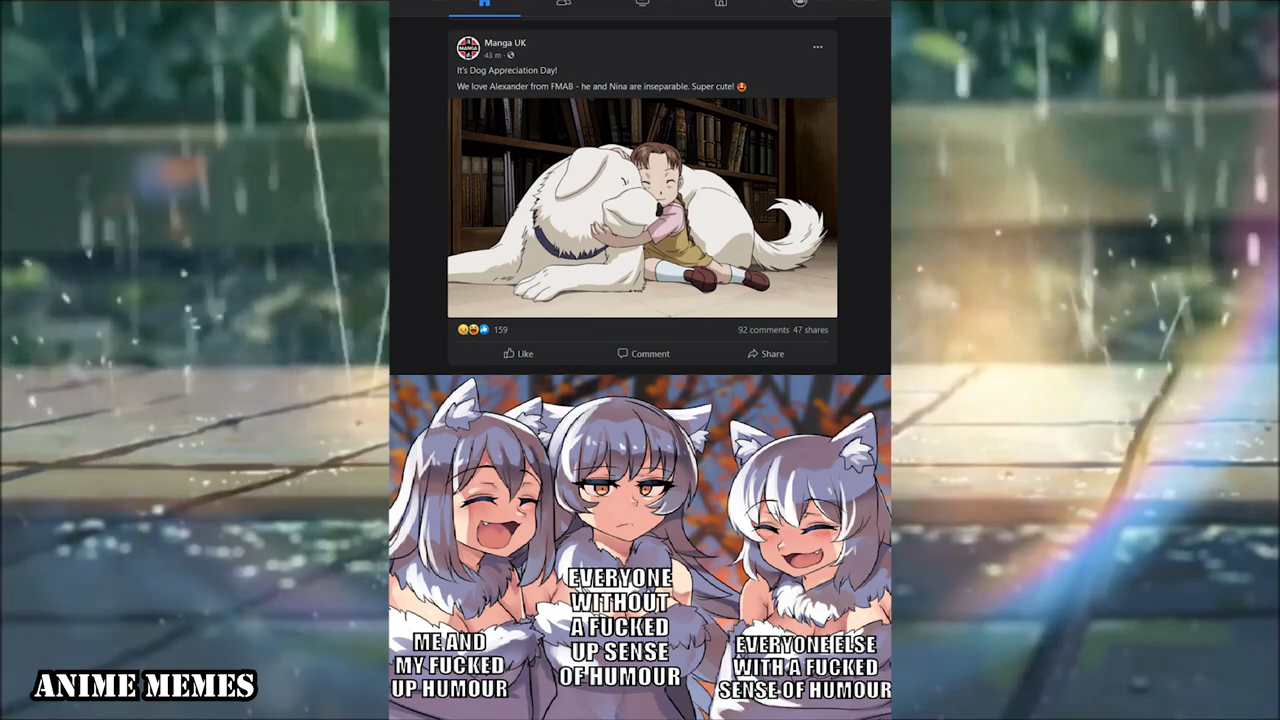 Manga UK
43 m
It's Dog Appreciation Day!
We love Alexander from FMAB - he and Nina are inseparable. Super cute! 😍
159
92 comments 47 shares
Like
Comment
Share
EVERYONE
WITHOUT
A FUCKED
UP SENSE
OF HUMOUR
ME AND
MY FUCKED
UP HUMOUR
EVERYONE ELSE
WITH A FUCKED
SENSE OF HUMOUR
ANIME MEMES